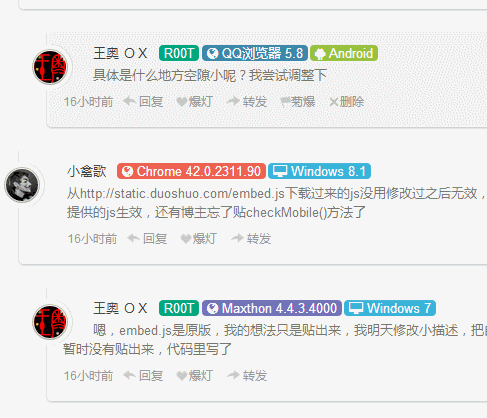 王奥 O X R00T QQ浏览器 5.8 Android
具体是什么地方空隙小呢？我尝试调整下
16小时前 回复 爆灯 转发 菊爆 删除
小龛歌 Chrome 42.0.2311.90 Windows 8.1
从http://static.duoshuo.com/embed.js下载过来的js没用修改过之后无效，
提供的js生效，还有博主忘了贴checkMobile()方法了
16小时前 回复 爆灯 转发
王奥 O X R00T Maxthon 4.4.3.4000 Windows 7
嗯，embed.js是原版，我的想法只是贴出来，我明天修改小描述，把
暂时没有贴出来，代码里写了
16小时前 回复 爆灯 转发